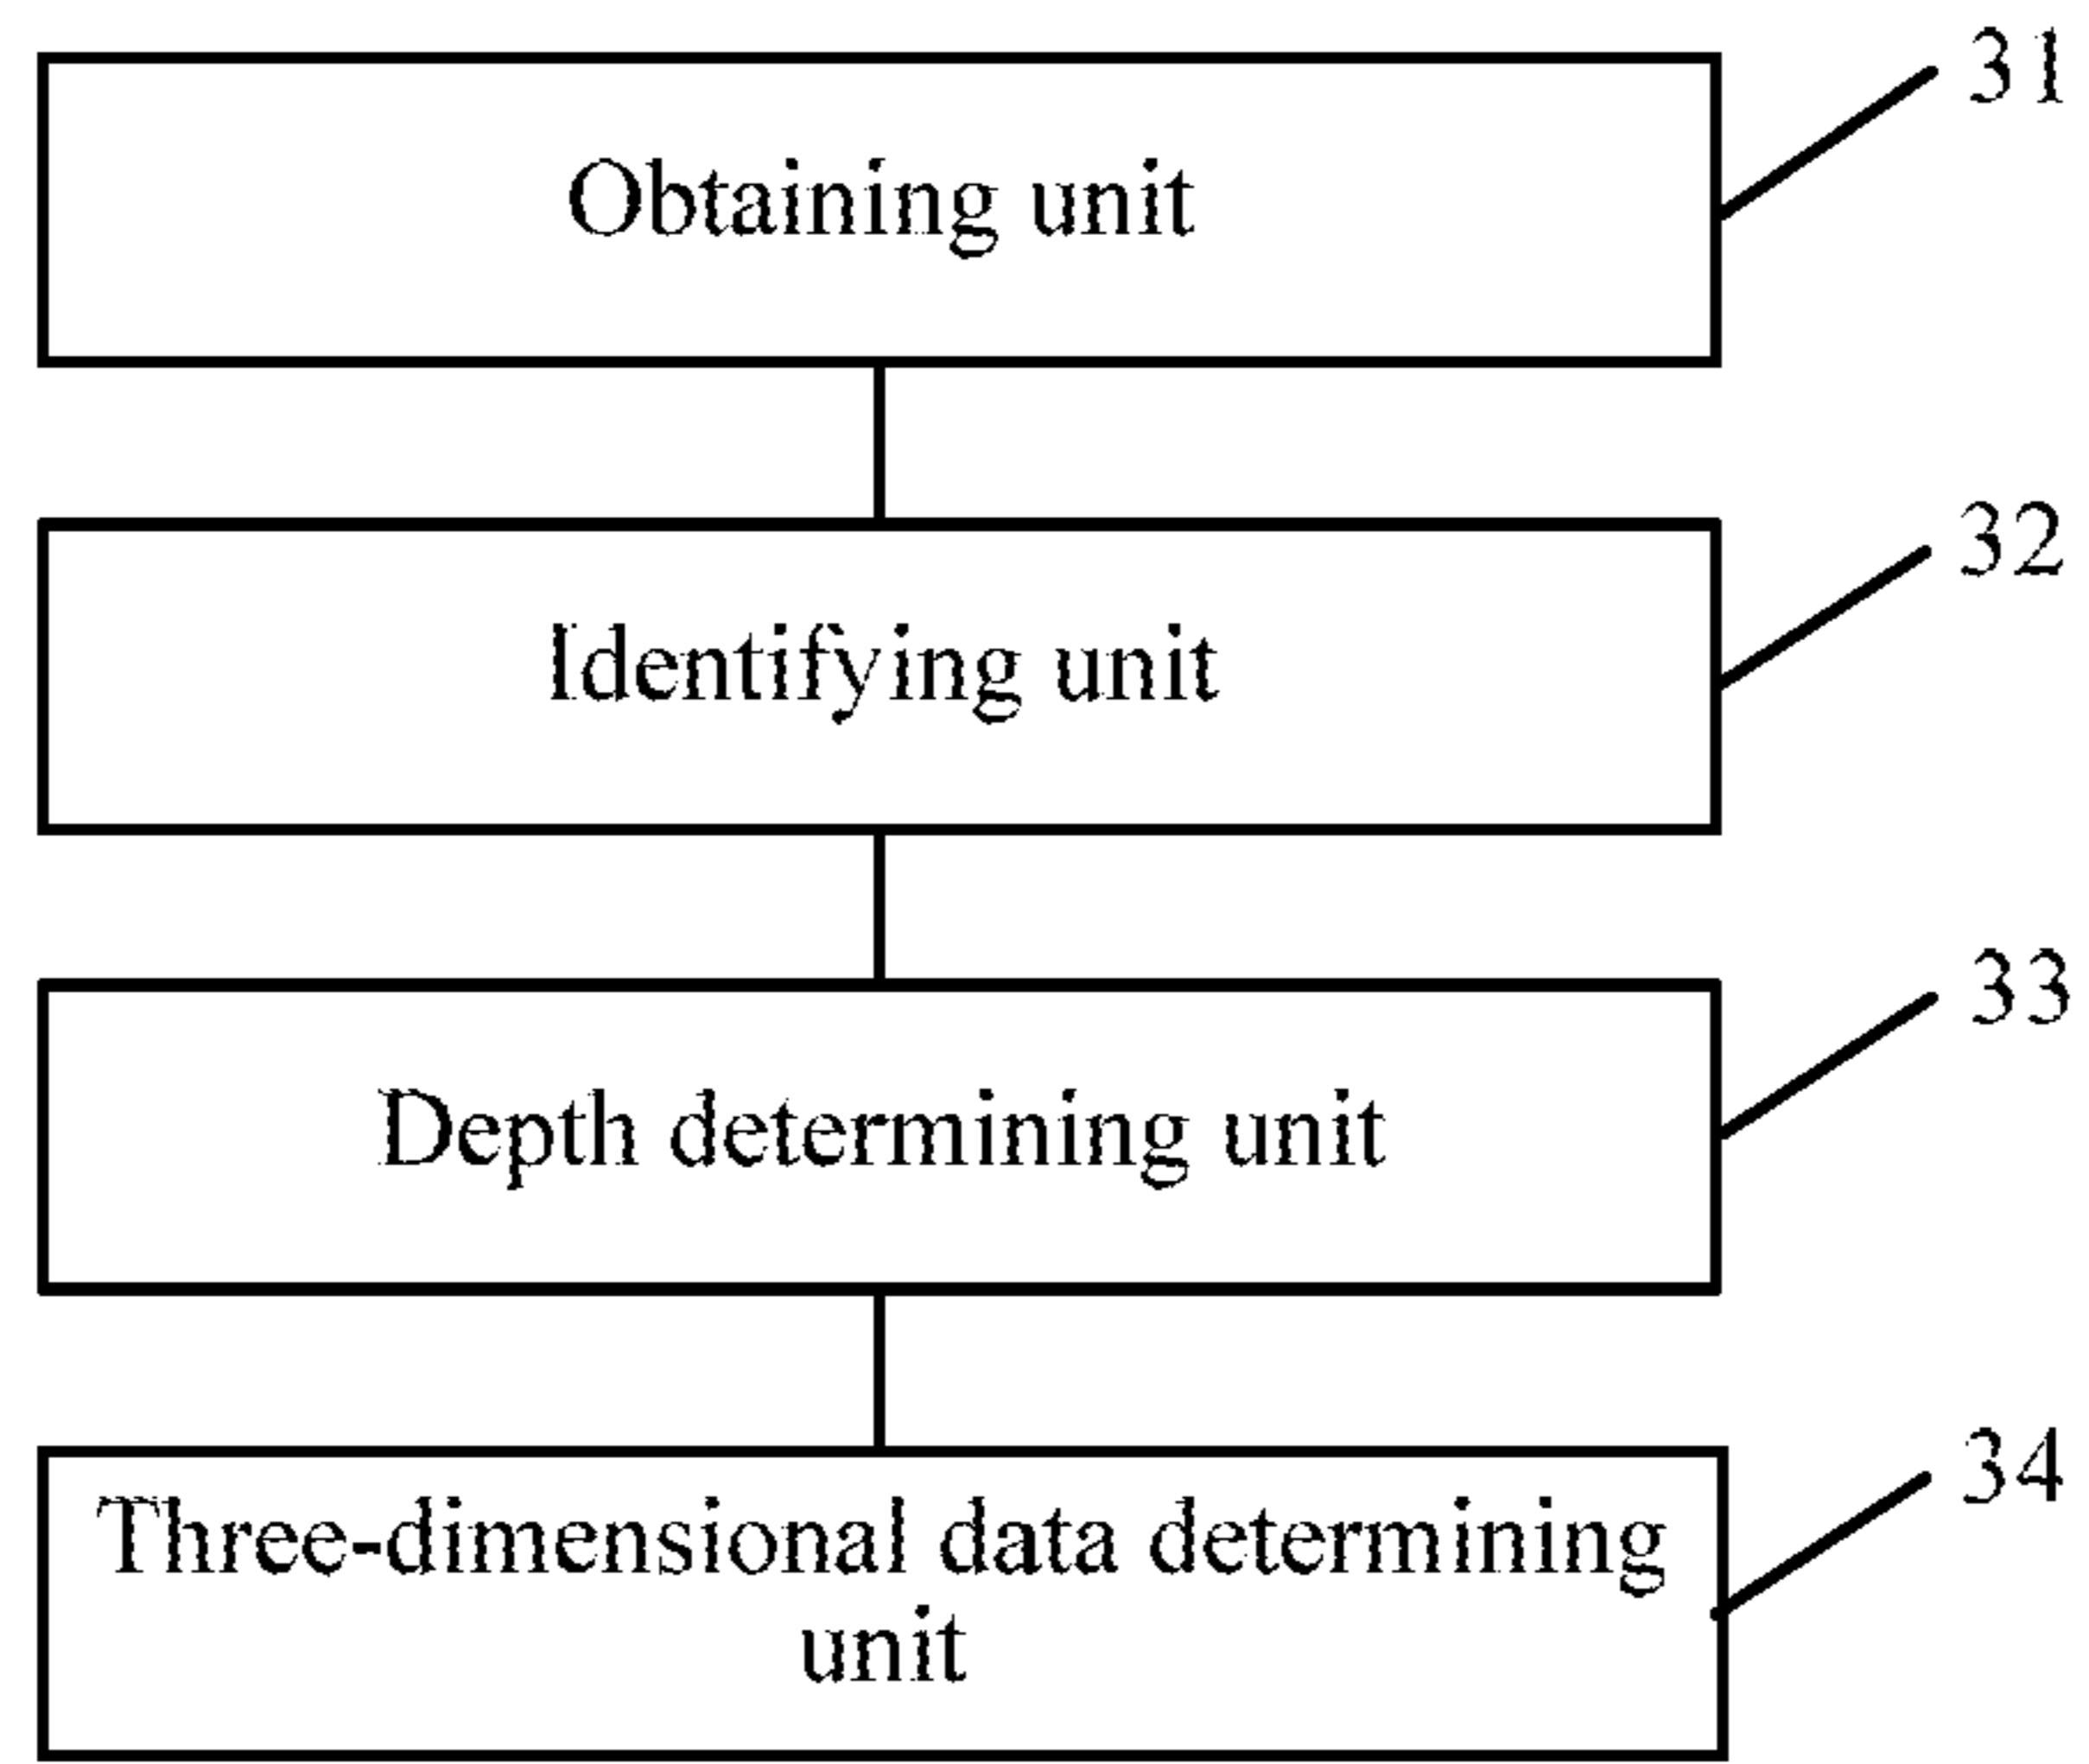 31
Obtaining unit
32
Identifying unit
33
Depth determining unit
34
Three-dimensional data determining
unit